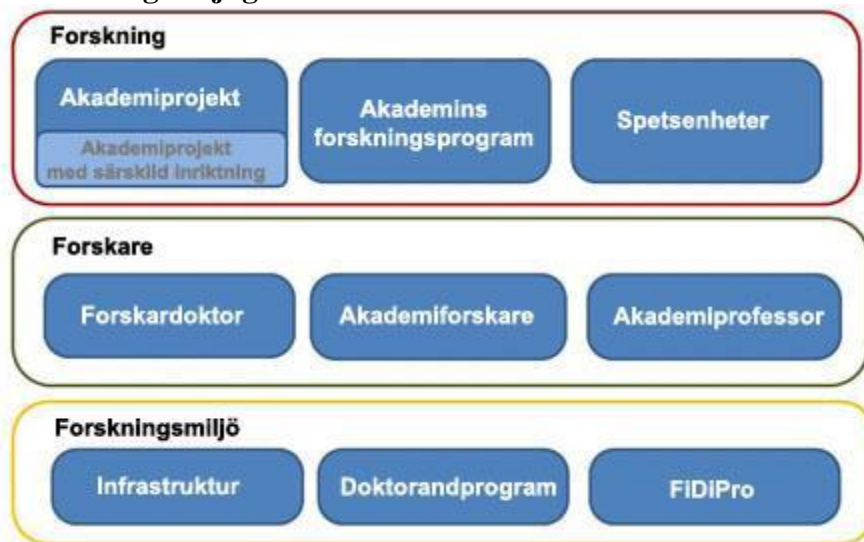 Forskning
Akademiprojekt
Akademiprojekt
med särskild inriktning
Akademins
forskningsprogram
Spetsenheter
Forskare
Forskardoktor
Akademiforskare
Akademiprofessor
Forskningsmiljö
Infrastruktur
Doktorandprogram
FiDiPro